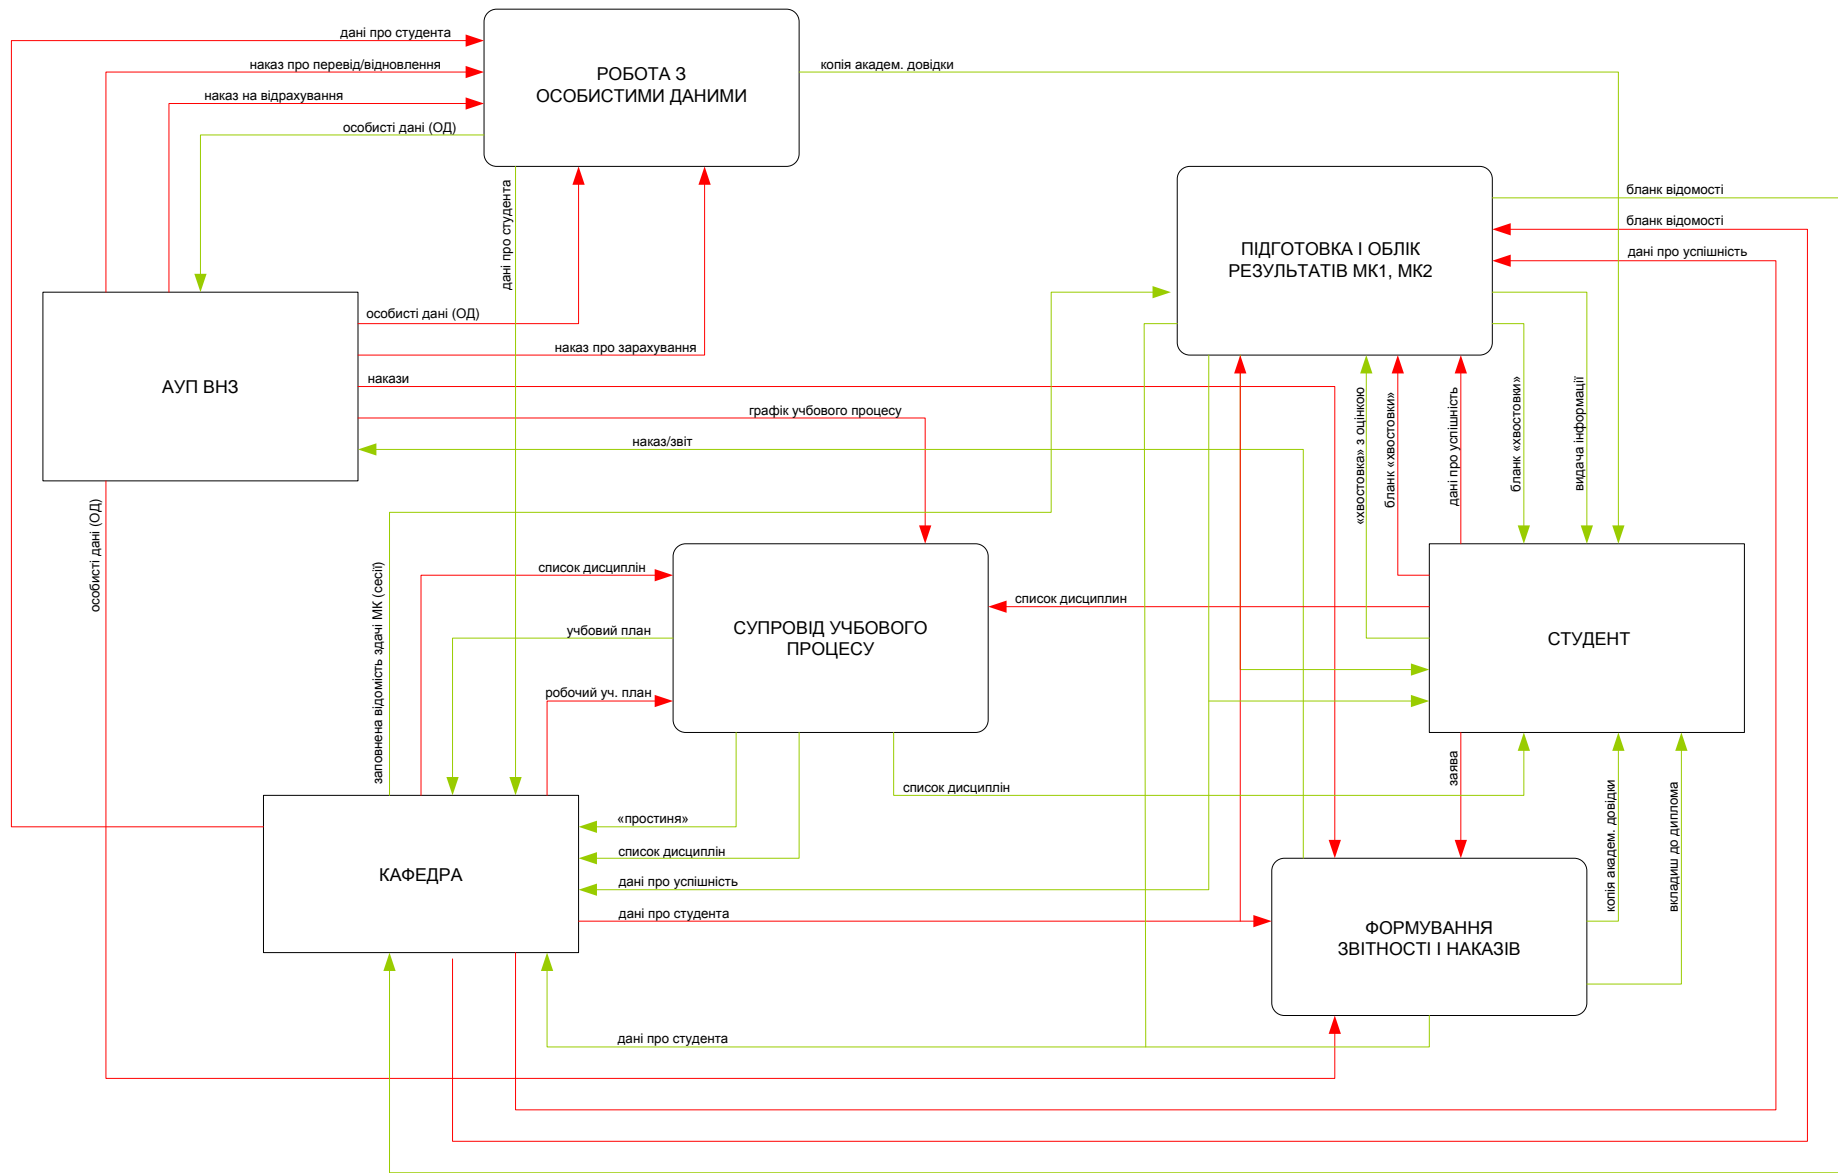 дані про студента
наказ про перевід/відновлення
наказ на відрахування
особисті дані (ОД)
РОБОТА З
ОСОБИСТИМИ ДАНИМИ
копія академ. довідки
дані про студента
бланк відомості
бланк відомості
дані про успішність
ПІДГОТОВКА І ОБЛІК
РЕЗУЛЬТАТІВ МК1, МК2
АУП ВНЗ
особисті дані (ОД)
наказ про зарахування
накази
графік учбового процесу
наказ/звіт
«хвостовка» з оцінкою
бланк «хвостовки»
дані про успішність
бланк «хвостовки»
видача інформації
особисті дані (ОД)
заповнена відомість здачі МК (сесії)
список дисциплін
учбовий план
робочий уч. план
СУПРОВІД УЧБОВОГО
ПРОЦЕСУ
список дисциплин
СТУДЕНТ
список дисциплін
заява
копія академ. довідки
вкладиш до диплома
КАФЕДРА
«простиня»
список дисциплін
дані про успішність
дані про студента
ФОРМУВАННЯ
ЗВІТНОСТІ І НАКАЗІВ
дані про студента